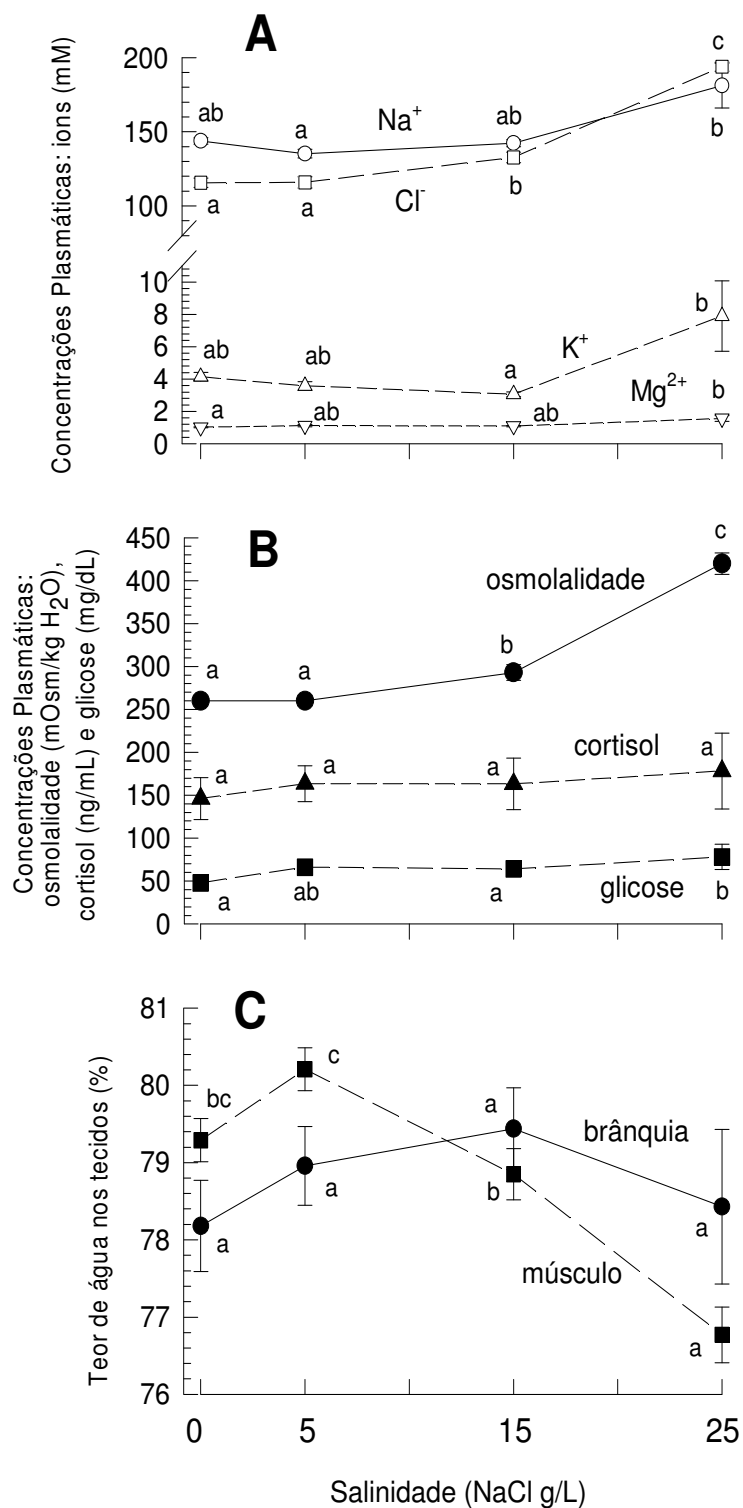 A
Concentrações Plasmáticas: ions (mM)
200
150
100
10
8
6
4
2
0
ab
a
ab
c
b
Na⁺
Cl⁻
a
a
b
ab
ab
a
b
K⁺
Mg²⁺
a
ab
ab
b
B
Concentrações Plasmáticas:
osmolalidade (mOsm/kg H₂O),
cortisol (ng/mL) e glicose (mg/dL)
450
400
350
300
250
200
150
100
50
0
osmolalidade
a
a
b
c
cortisol
a
a
a
a
glicose
a
ab
a
b
C
Teor de água nos tecidos (%)
81
80
79
78
77
76
bc
c
b
a
brânquia
a
a
a
a
músculo
0
5
15
25
Salinidade (NaCl g/L)